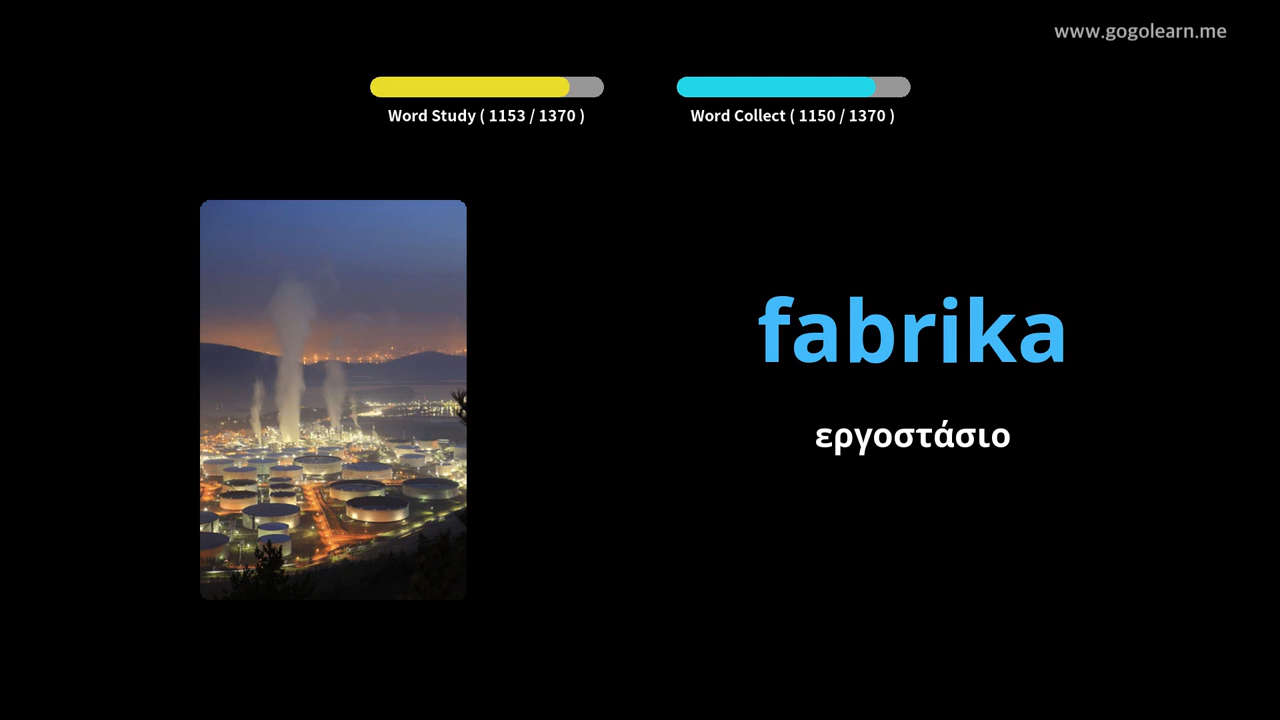 www.gogolearn.me
Word Study ( 1153 / 1370 )
Word Collect ( 1150 / 1370 )
fabrika
εργοστάσιο